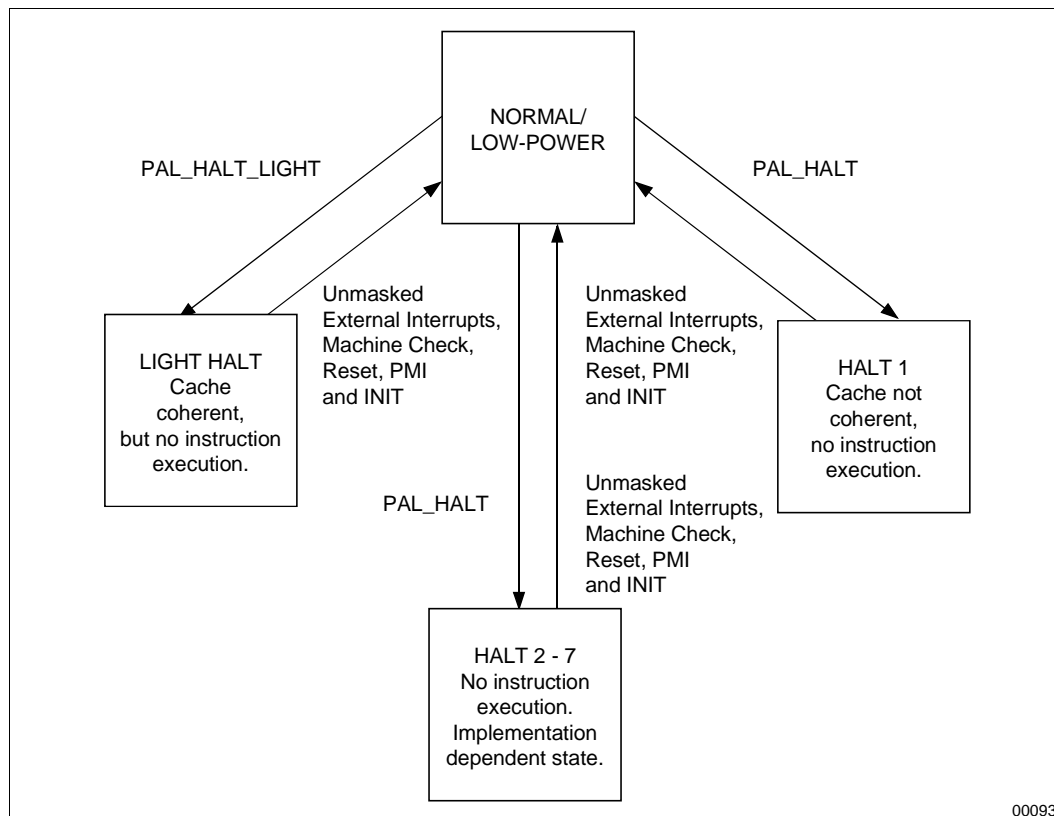 NORMAL/
LOW-POWER
PAL_HALT_LIGHT
PAL_HALT
Unmasked
External Interrupts,
Machine Check,
Reset, PMI
and INIT
Unmasked
External Interrupts,
Machine Check,
Reset, PMI
and INIT
LIGHT HALT
Cache
coherent,
but no instruction
execution.
HALT 1
Cache not
coherent,
no instruction
execution.
PAL_HALT
Unmasked
External Interrupts,
Machine Check,
Reset, PMI
and INIT
HALT 2 - 7
No instruction
execution.
Implementation
dependent state.
00093